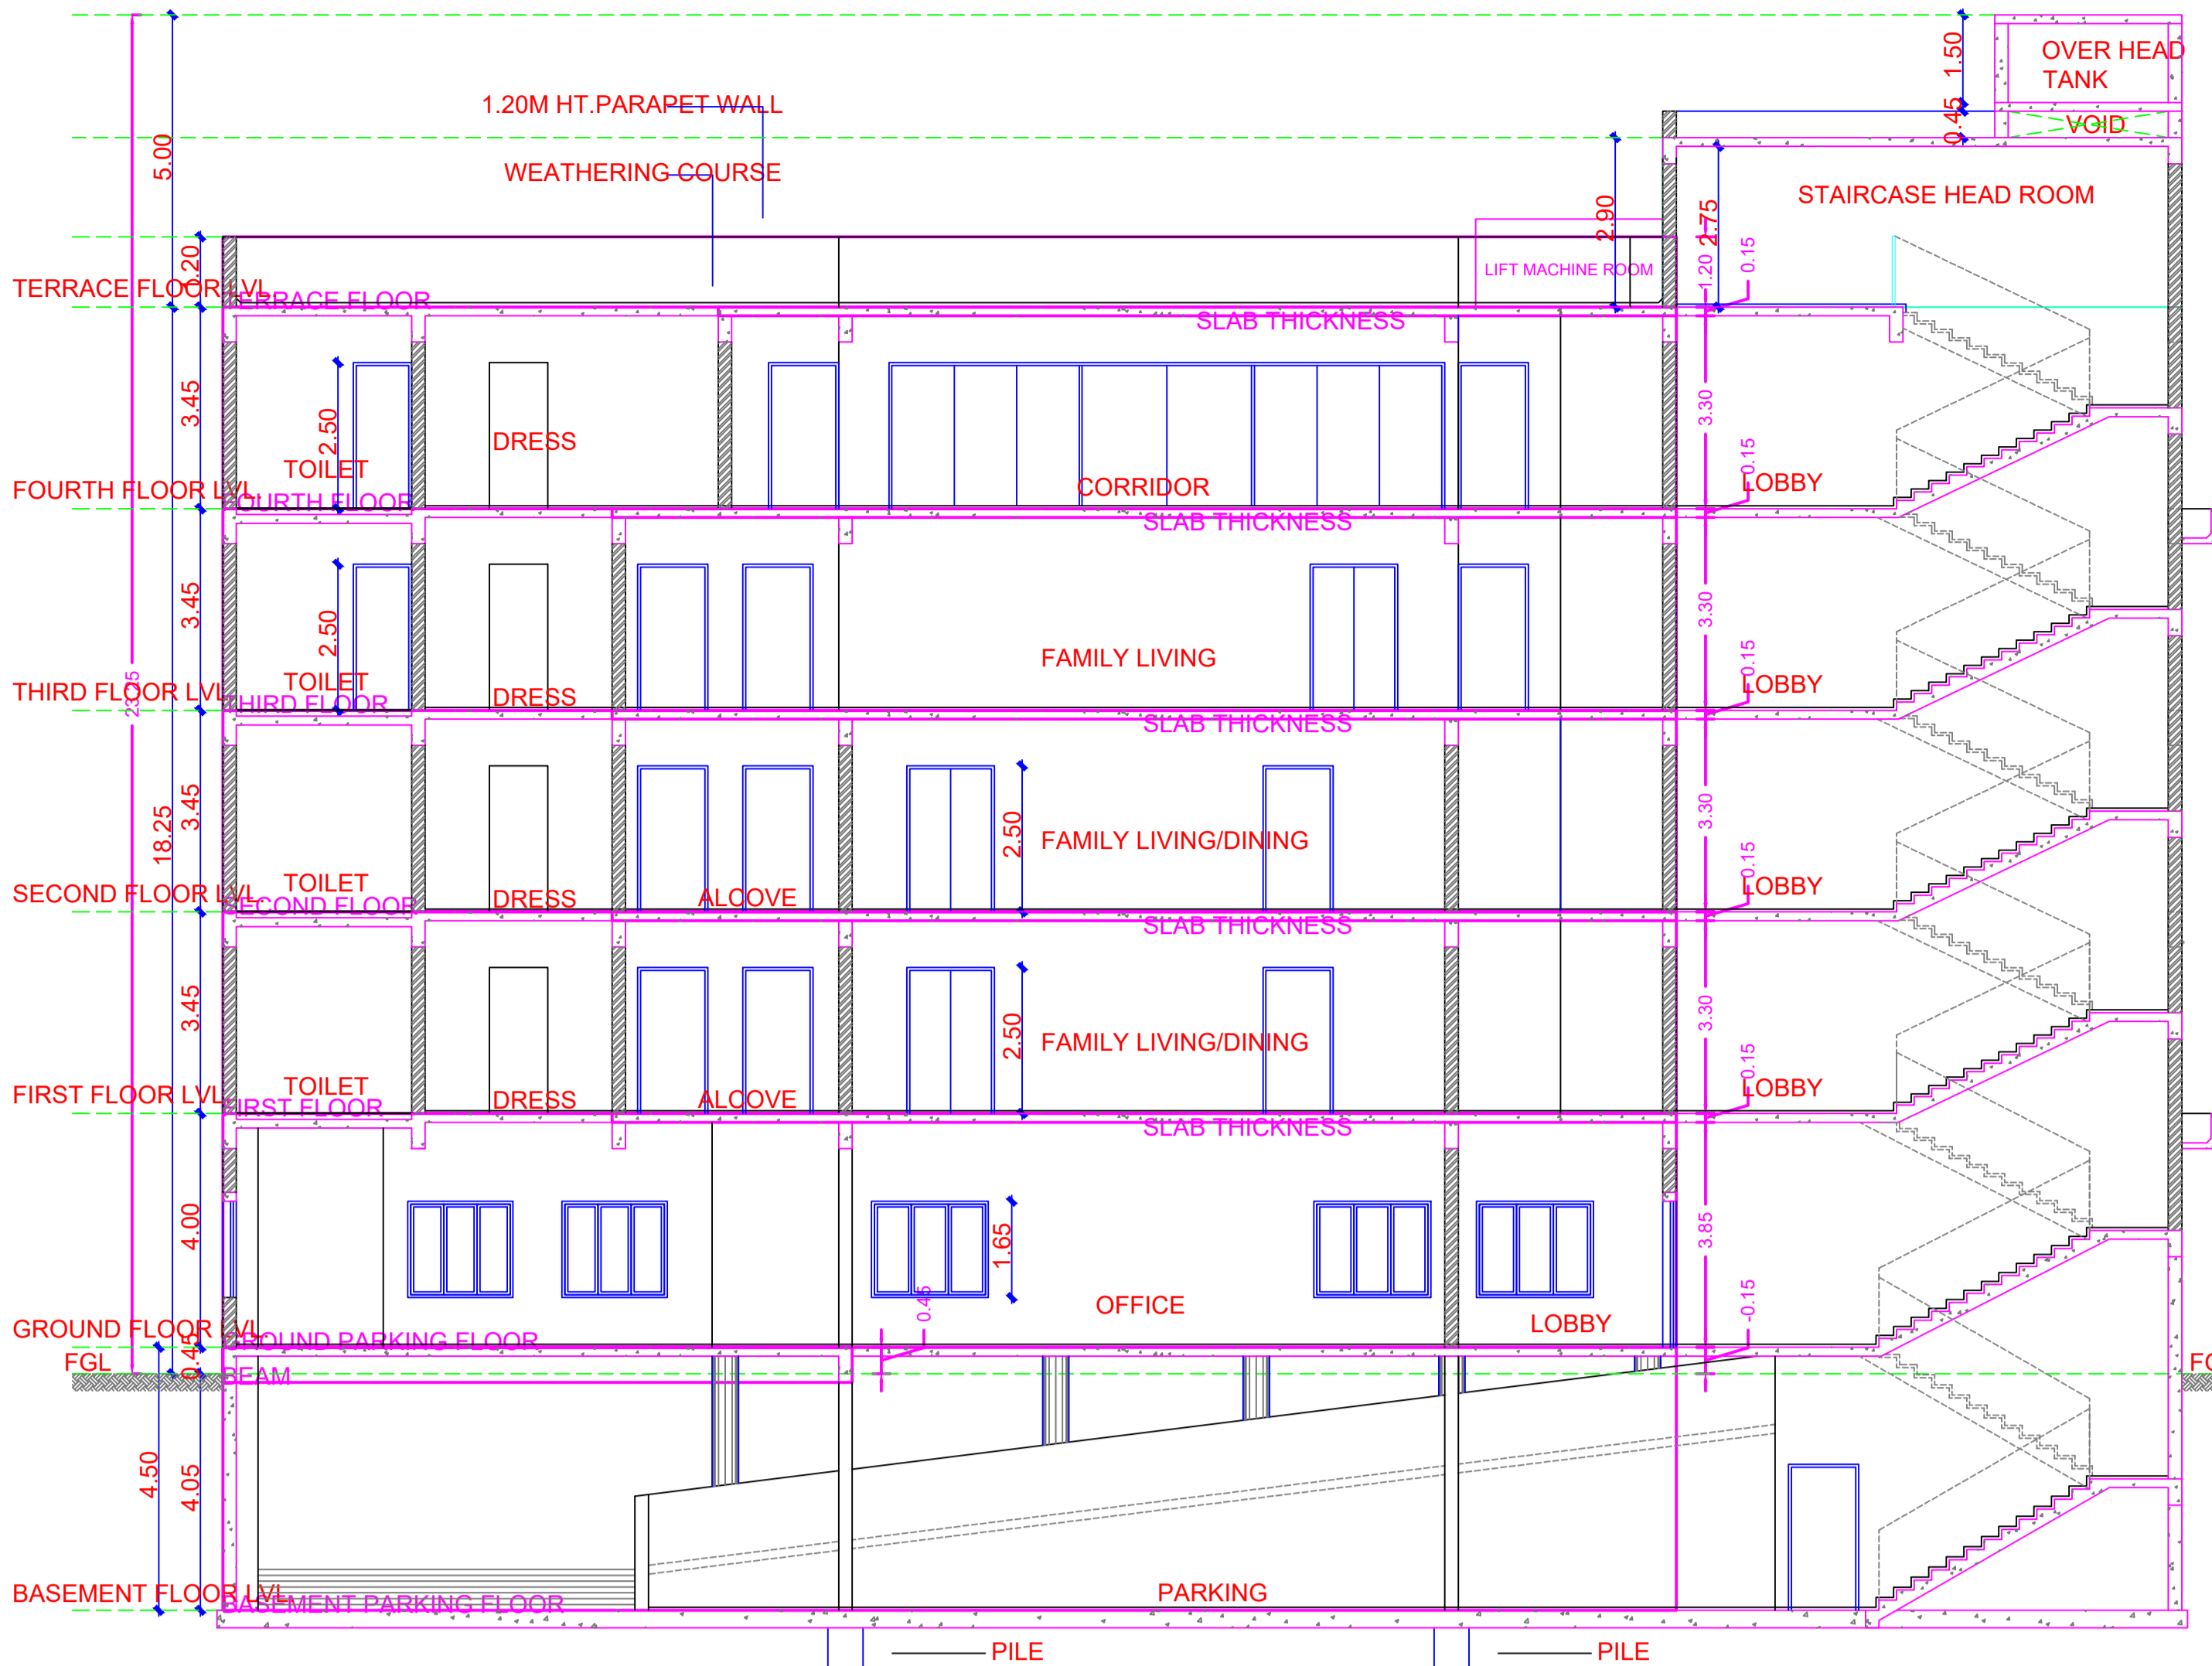 OVER HEAD
TANK
1.50
1.20M HT.PARAPET WALL
0.45
VOID
5.00
WEATHERING COURSE
STAIRCASE HEAD ROOM
2.90
2.75
1.20
LIFT MACHINE ROOM
1.20
0.15
TERRACE FLOOR LVL.
TERRACE FLOOR
SLAB THICKNESS
3.45
2.50
3.30
DRESS
TOILET
0.15
CORRIDOR
LOBBY
FOURTH FLOOR LVL.
FOURTH FLOOR
SLAB THICKNESS
3.45
2.50
3.30
FAMILY LIVING
TOILET
23.25
0.15
LOBBY
THIRD FLOOR LVL.
THIRD FLOOR
DRESS
SLAB THICKNESS
18.25
3.45
2.50
3.30
FAMILY LIVING/DINING
TOILET
0.15
LOBBY
SECOND FLOOR LVL.
SECOND FLOOR
DRESS
ALCOVE
SLAB THICKNESS
3.45
2.50
3.30
FAMILY LIVING/DINING
TOILET
0.15
LOBBY
FIRST FLOOR LVL.
FIRST FLOOR
DRESS
ALCOVE
SLAB THICKNESS
4.00
1.65
3.85
0.45
OFFICE
-0.15
LOBBY
GROUND FLOOR LVL.
GROUND PARKING FLOOR
0.45
FGL
BEAM
FG
4.50
4.05
BASEMENT FLOOR LVL.
BASEMENT PARKING FLOOR
PARKING
PILE
PILE